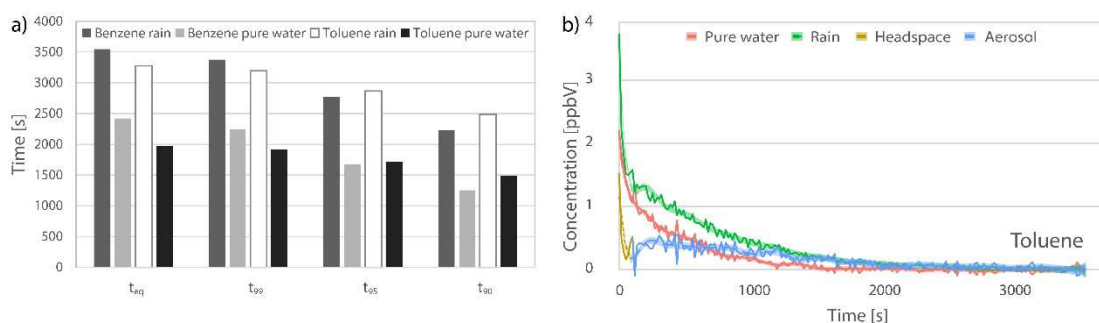 a)
4000
Benzene rain Benzene pure water Toluene rain Toluene pure water
3500
3000
2500
2000
1500
1000
500
0
Time [s]
teq t99 t95 t90
b)
Pure water Rain Headspace Aerosol
4
3
2
1
0
Concentration [ppbV]
Toluene
0 1000 2000 3000
Time [s]